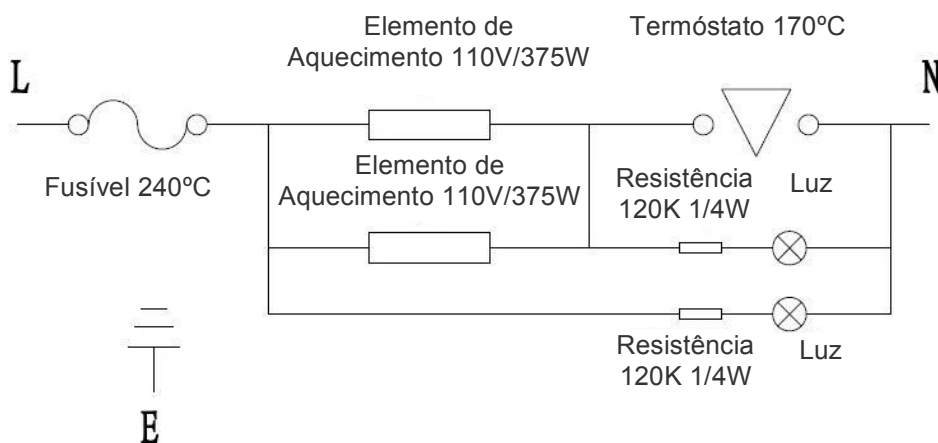 Elemento de
Aquecimento 110V/375W
Termóstato 170ºC
L
N
Fusível 240ºC
Elemento de
Aquecimento 110V/375W
Resistência
120K 1/4W
Luz
Resistência
120K 1/4W
Luz
E